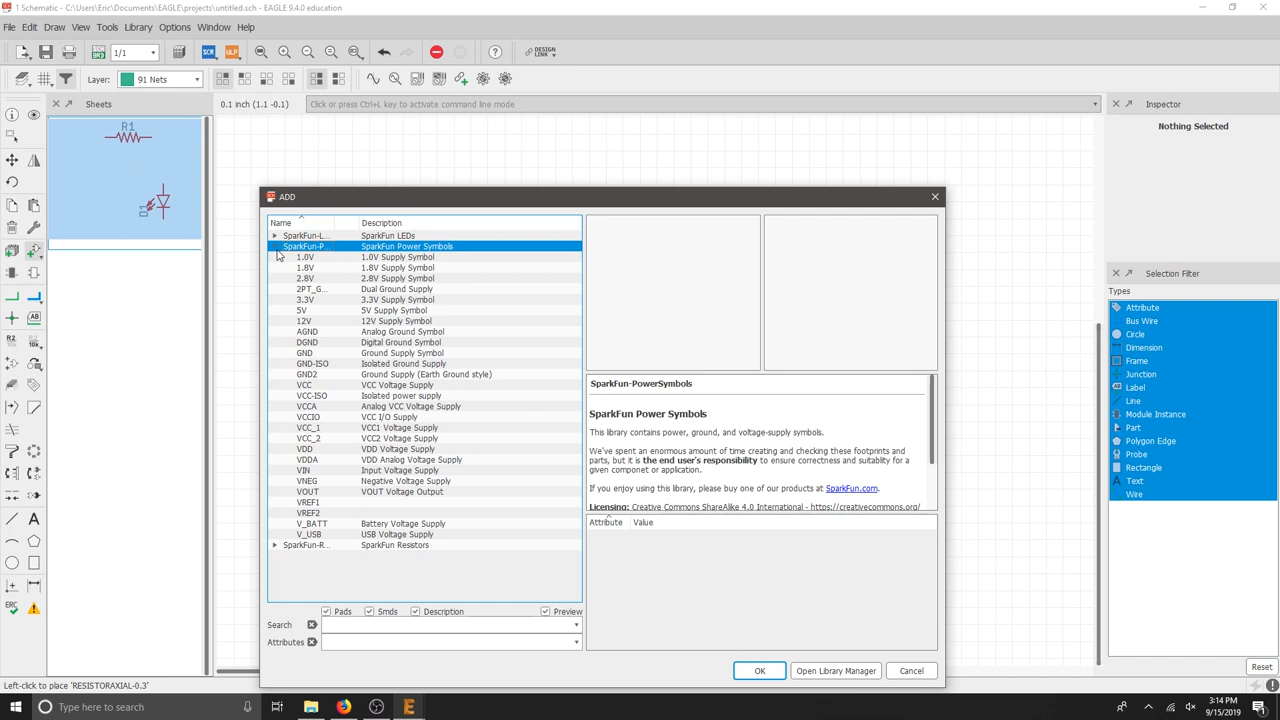 1 Schematic - C:\Users\Eric\Documents\EAGLE\projects\untitled.sch - EAGLE 9.4.0 education
File Edit Draw View Tools Library Options Window Help
1/1 SCR ULP DESIGN LINK
Layer: 91 Nets
Sheets
0.1 inch (1.1 -0.1) Click or press Ctrl+L key to activate command line mode
Inspector
Nothing Selected
R1
D1
ADD
Name Description
SparkFun-L... SparkFun LEDs
SparkFun-P... SparkFun Power Symbols
1.0V 1.0V Supply Symbol
1.8V 1.8V Supply Symbol
2.8V 2.8V Supply Symbol
2PT_G... Dual Ground Supply
3.3V 3.3V Supply Symbol
5V 5V Supply Symbol
12V 12V Supply Symbol
AGND Analog Ground Symbol
DGND Digital Ground Symbol
GND Ground Supply Symbol
GND-ISO Isolated Ground Supply
GND2 Ground Supply (Earth Ground style)
VCC VCC Voltage Supply
VCC-ISO Isolated power supply
VCCA Analog VCC Voltage Supply
VCCIO VCC I/O Supply
VCC_1 VCC1 Voltage Supply
VCC_2 VCC2 Voltage Supply
VDD VDD Voltage Supply
VDDA VDD Analog Voltage Supply
VIN Input Voltage Supply
VNEG Negative Voltage Supply
VOUT VOUT Voltage Output
VREF1
VREF2
V_BATT Battery Voltage Supply
V_USB USB Voltage Supply
SparkFun-R... SparkFun Resistors
Pads Smds Description Preview
Search
Attributes
SparkFun-PowerSymbols
SparkFun Power Symbols
This library contains power, ground, and voltage-supply symbols.
We've spent an enormous amount of time creating and checking these footprints and
parts, but it is the end user's responsibility to ensure correctness and suitablity for a
given componet or application.
If you enjoy using this library, please buy one of our products at SparkFun.com.
Licensing: Creative Commons ShareAlike 4.0 International - https://creativecommons.org/
Attribute Value
OK Open Library Manager Cancel
Selection Filter
Types
Attribute
Bus Wire
Circle
Dimension
Frame
Junction
Label
Line
Module Instance
Part
Polygon Edge
Probe
Rectangle
Text
Wire
Reset
Left-click to place 'RESISTORAXIAL-0.3'
Type here to search
3:14 PM
9/15/2019